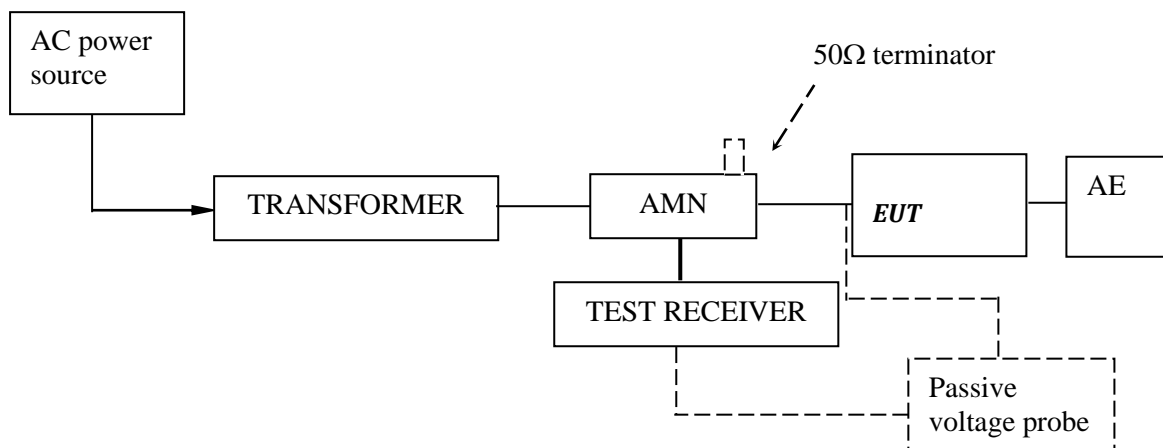 AC power
source
50Ω terminator
TRANSFORMER
AMN
EUT
AE
TEST RECEIVER
Passive
voltage probe